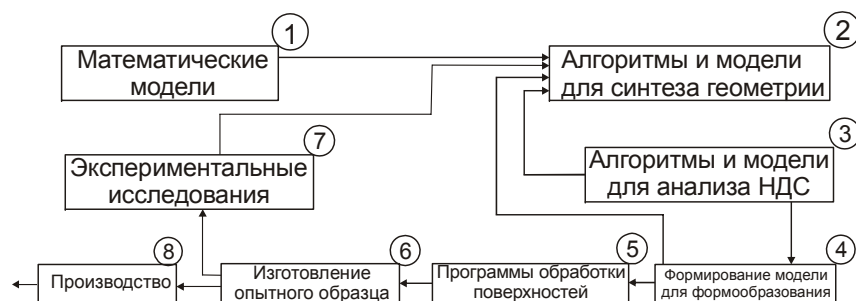 1
Математические
модели
2
Алгоритмы и модели
для синтеза геометрии
3
Алгоритмы и модели
для анализа НДС
7
Экспериментальные
исследования
8
Производство
6
Изготовление
опытного образца
5
Программы обработки
поверхностей
4
Формирование модели
для формообразования